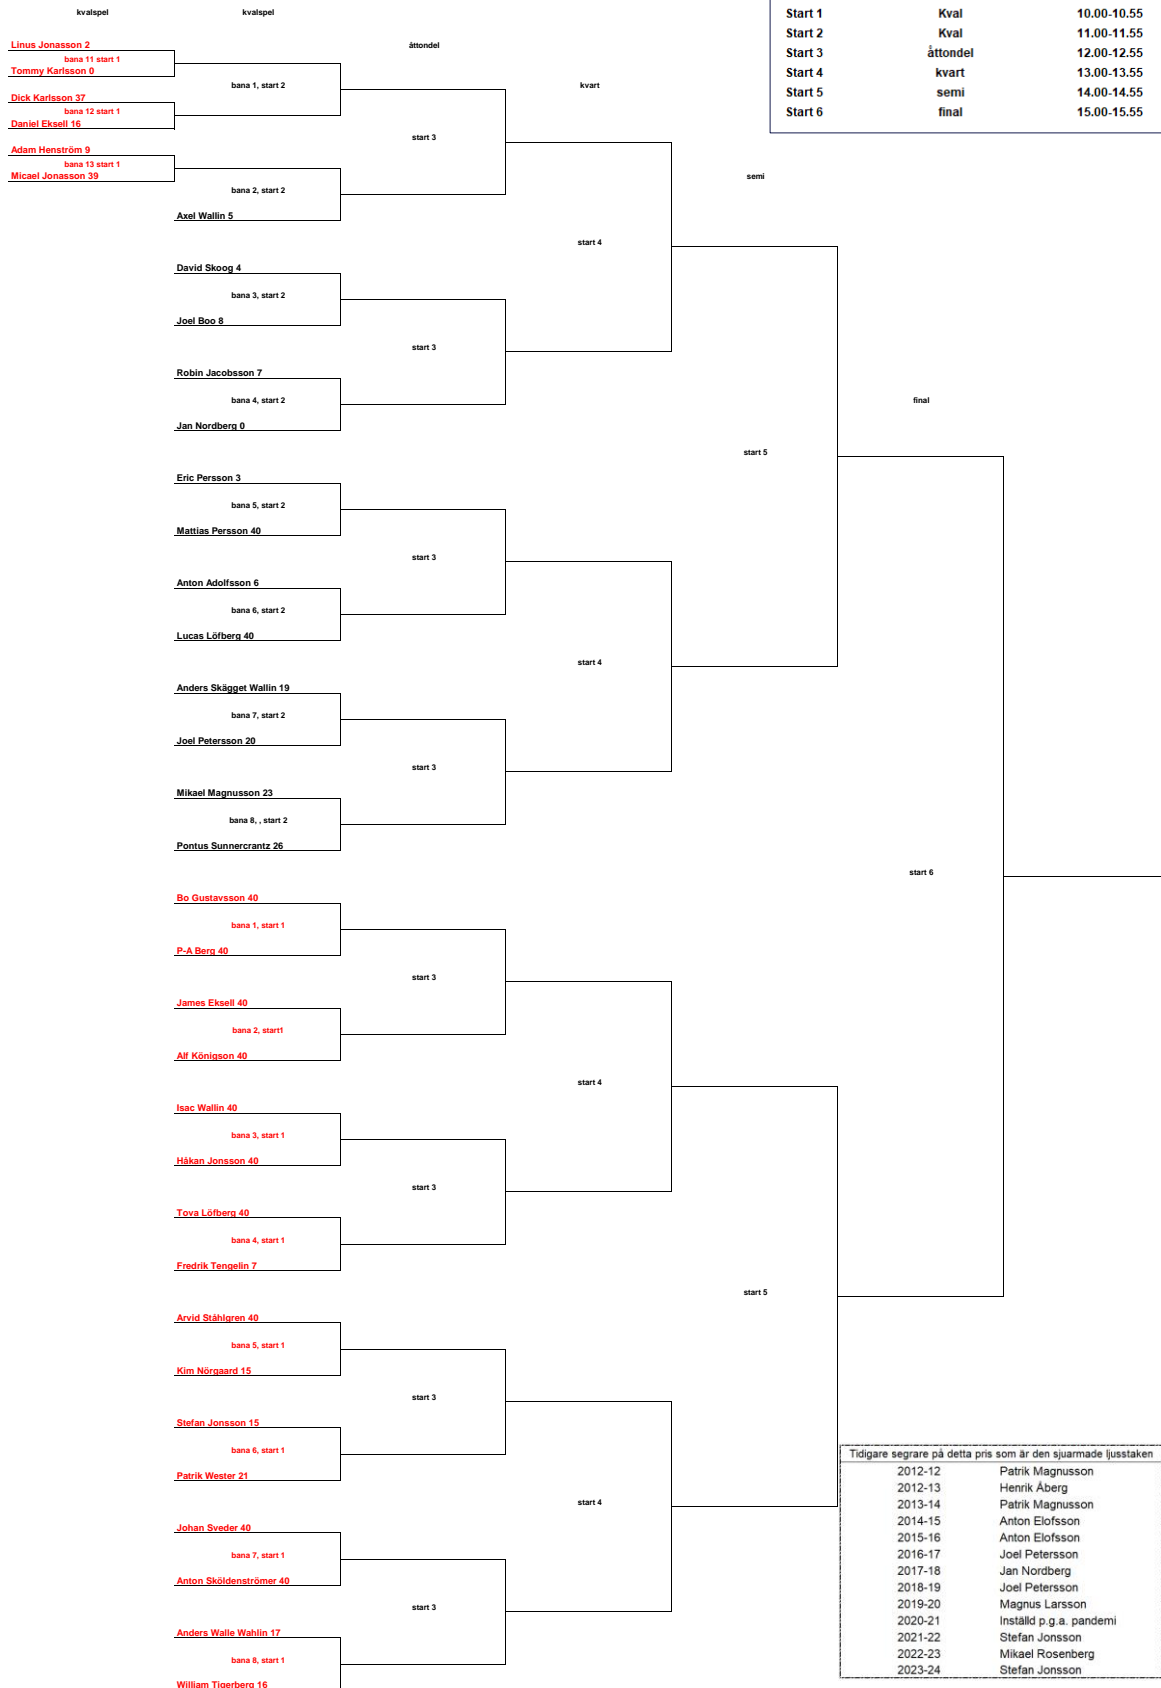 kvalspel
kvalspel
Start 1 Kval 10.00-10.55
Start 2 Kval 11.00-11.55
Start 3 åttondel 12.00-12.55
Start 4 kvart 13.00-13.55
Start 5 semi 14.00-14.55
Start 6 final 15.00-15.55
Linus Jonasson 2
åttondel
bana 11 start 1
Tommy Karlsson 0
bana 1, start 2
kvart
Dick Karlsson 37
bana 12 start 1
Daniel Eksell 16
start 3
Adam Henström 9
bana 13 start 1
Micael Jonasson 39
semi
bana 2, start 2
Axel Wallin 5
start 4
David Skoog 4
bana 3, start 2
Joel Boo 8
start 3
Robin Jacobsson 7
bana 4, start 2
final
Jan Nordberg 0
start 5
Eric Persson 3
bana 5, start 2
Mattias Persson 40
start 3
Anton Adolfsson 6
bana 6, start 2
Lucas Löfberg 40
start 4
Anders Skägget Wallin 19
bana 7, start 2
Joel Petersson 20
start 3
Mikael Magnusson 23
bana 8, , start 2
Pontus Sunnercrantz 26
start 6
Bo Gustavsson 40
bana 1, start 1
P-A Berg 40
start 3
James Eksell 40
bana 2, start1
Alf Königson 40
start 4
Isac Wallin 40
bana 3, start 1
Håkan Jonsson 40
start 3
Tova Löfberg 40
bana 4, start 1
Fredrik Tengelin 7
start 5
Arvid Ståhlgren 40
bana 5, start 1
Kim Nörgaard 15
start 3
Stefan Jonsson 15
bana 6, start 1
Patrik Wester 21
start 4
Johan Sveder 40
bana 7, start 1
Anton Sköldenströmer 40
start 3
Anders Walle Wahlin 17
bana 8, start 1
William Tigerberg 16
Tidigare segrare på detta pris som är den sjuarmade ljusstaken
2012-12 Patrik Magnusson
2012-13 Henrik Åberg
2013-14 Patrik Magnusson
2014-15 Anton Elofsson
2015-16 Anton Elofsson
2016-17 Joel Petersson
2017-18 Jan Nordberg
2018-19 Joel Petersson
2019-20 Magnus Larsson
2020-21 Inställd p.g.a. pandemi
2021-22 Stefan Jonsson
2022-23 Mikael Rosenberg
2023-24 Stefan Jonsson